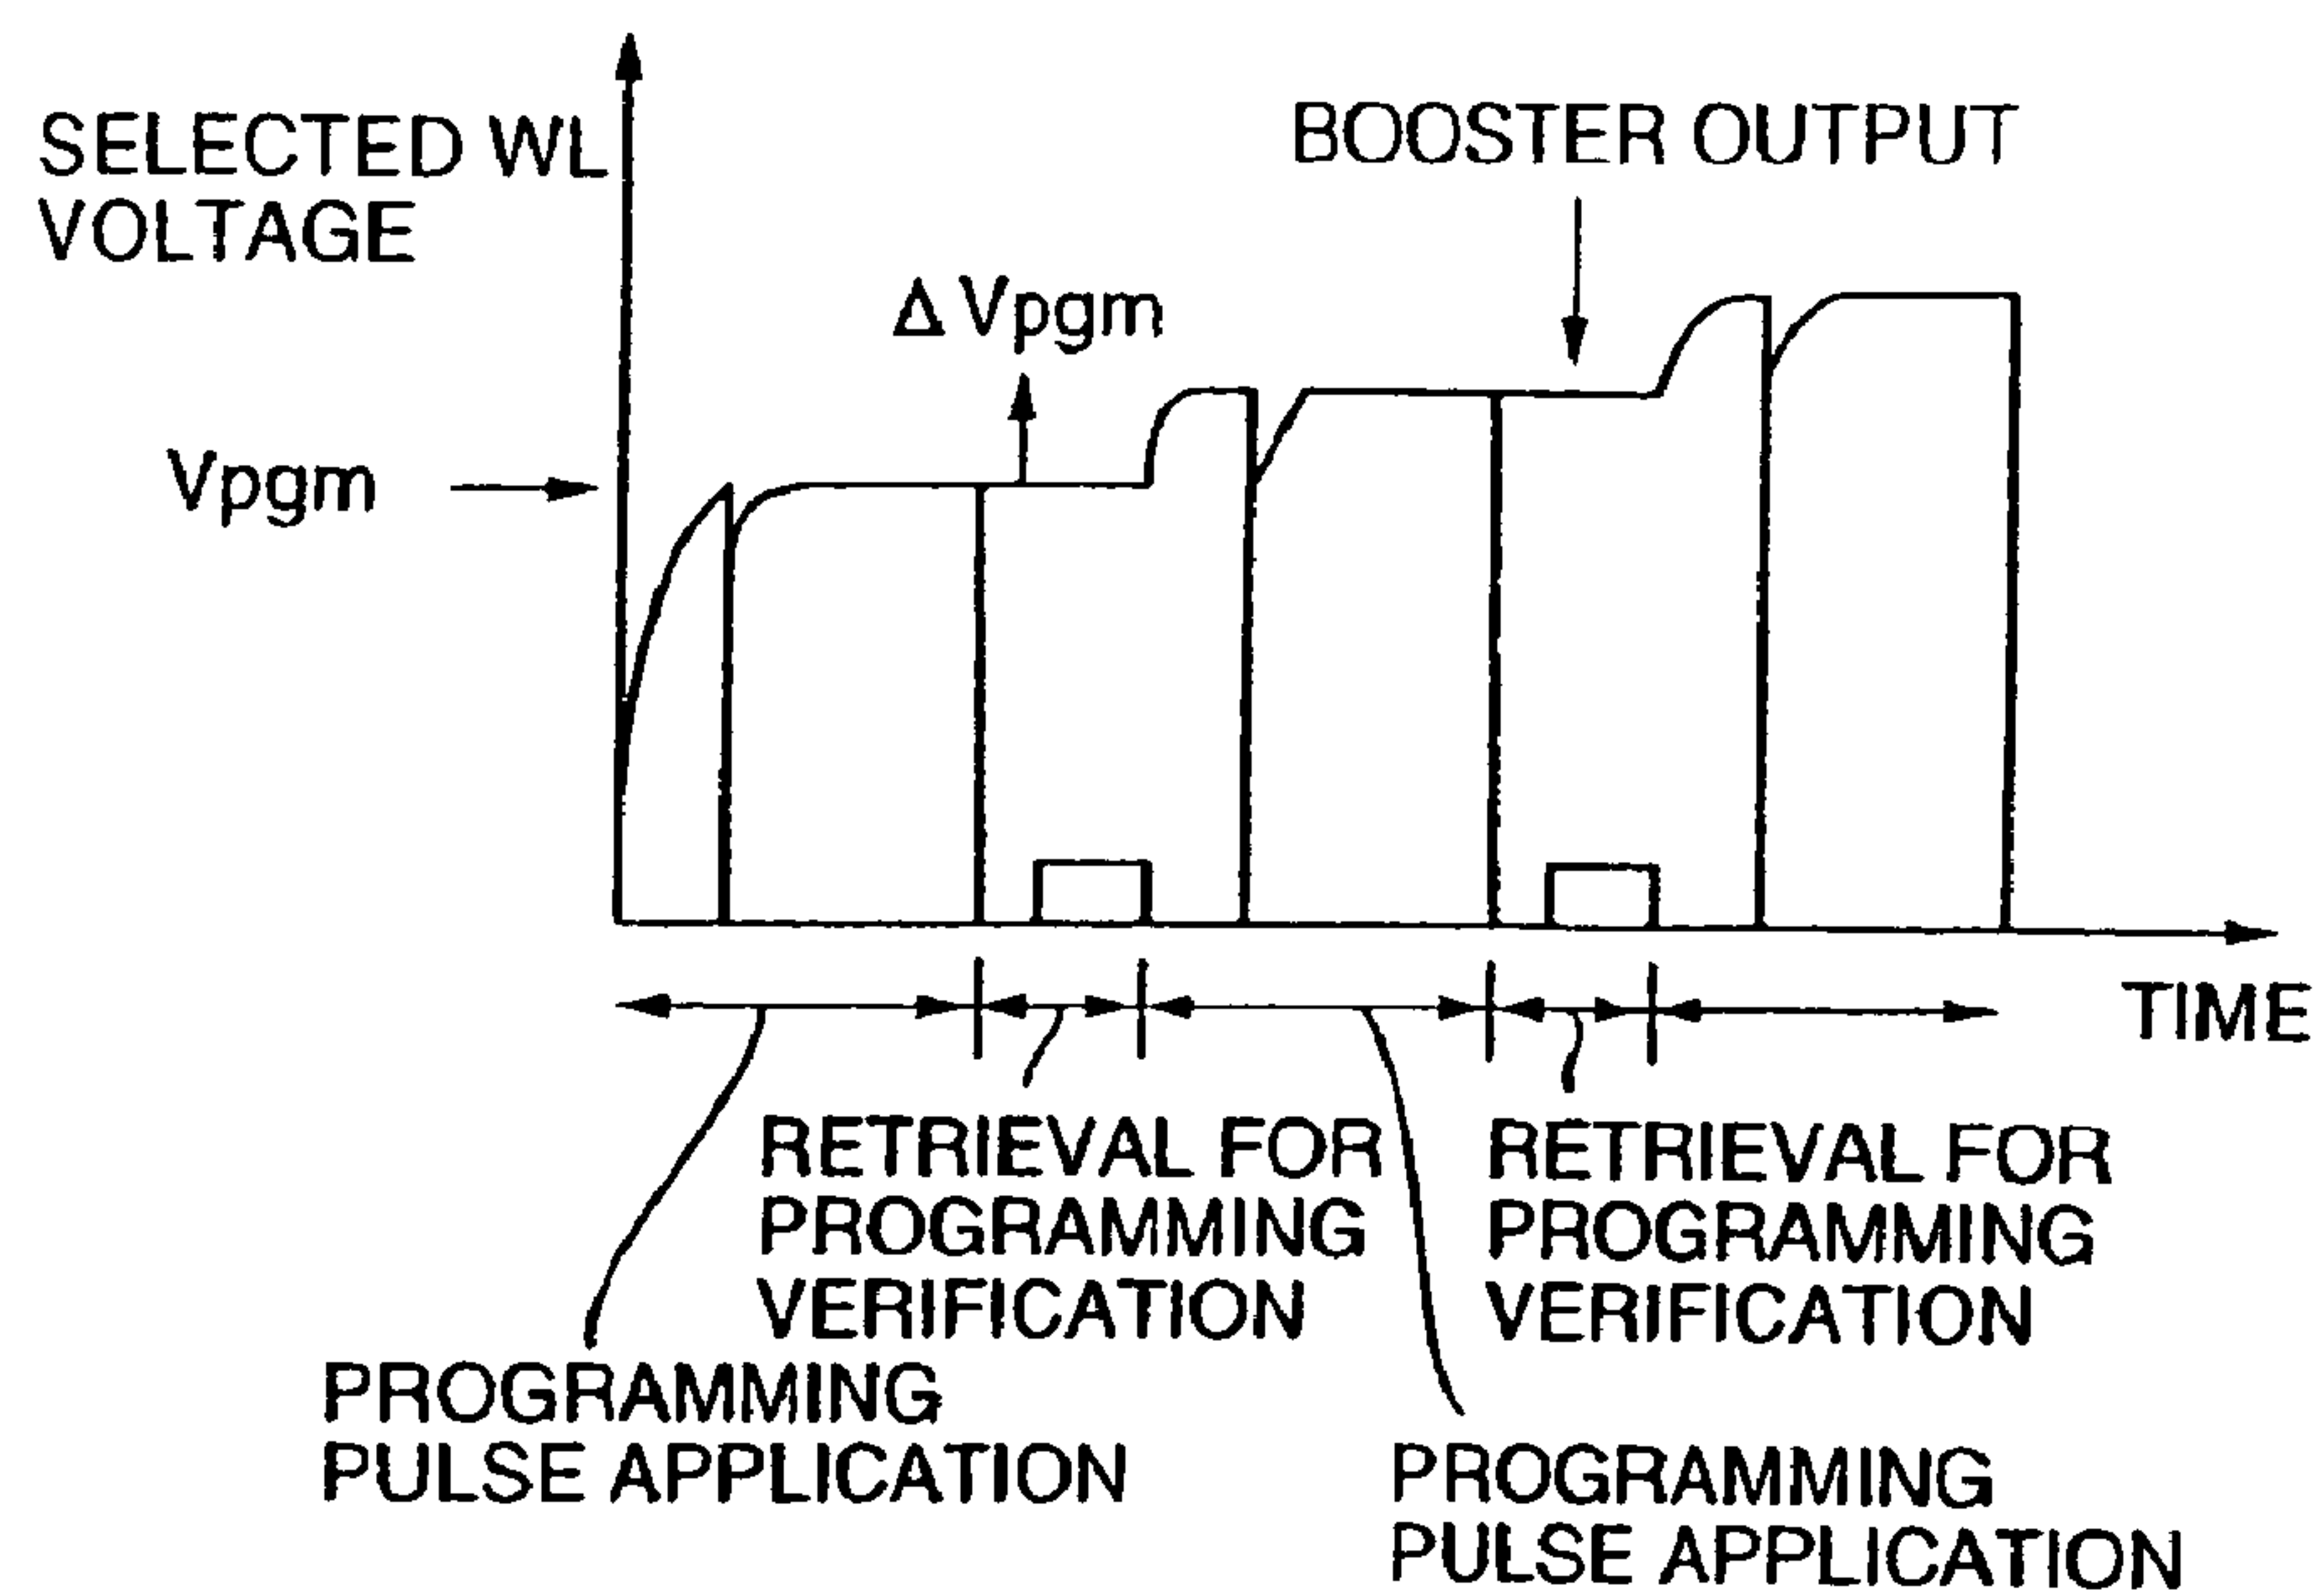 SELECTED WL
VOLTAGE
BOOSTER OUTPUT
Δ Vpgm
Vpgm
TIME
RETRIEVAL FOR
PROGRAMMING
VERIFICATION
RETRIEVAL FOR
PROGRAMMING
VERIFICATION
PROGRAMMING
PULSE APPLICATION
PROGRAMMING
PULSE APPLICATION